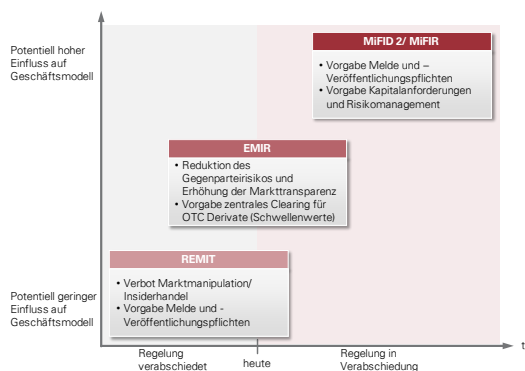 Potentiell hoher
Einfluss auf
Geschäftsmodell
MiFID 2/ MiFIR
• Vorgabe Melde und –
Veröffentlichungspflichten
• Vorgabe Kapitalanforderungen
und Risikomanagement
EMIR
• Reduktion des
Gegenparteirisikos und
Erhöhung der Markttransparenz
• Vorgabe zentrales Clearing für
OTC Derivate (Schwellenwerte)
REMIT
• Verbot Marktmanipulation/
Insiderhandel
• Vorgabe Melde und -
Veröffentlichungspflichten
Potentiell geringer
Einfluss auf
Geschäftsmodell
t
Regelung
verabschiedet
heute
Regelung in
Verabschiedung